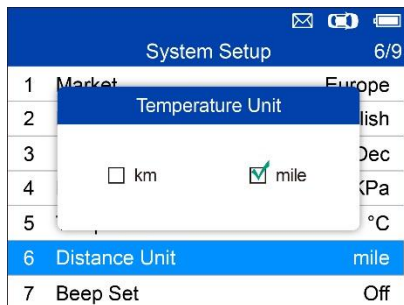 System Setup 6/9
1 Market Europe
Temperature Unit
2 lish
3 Dec
km mile
4 KPa
5 °C
6 Distance Unit mile
7 Beep Set Off